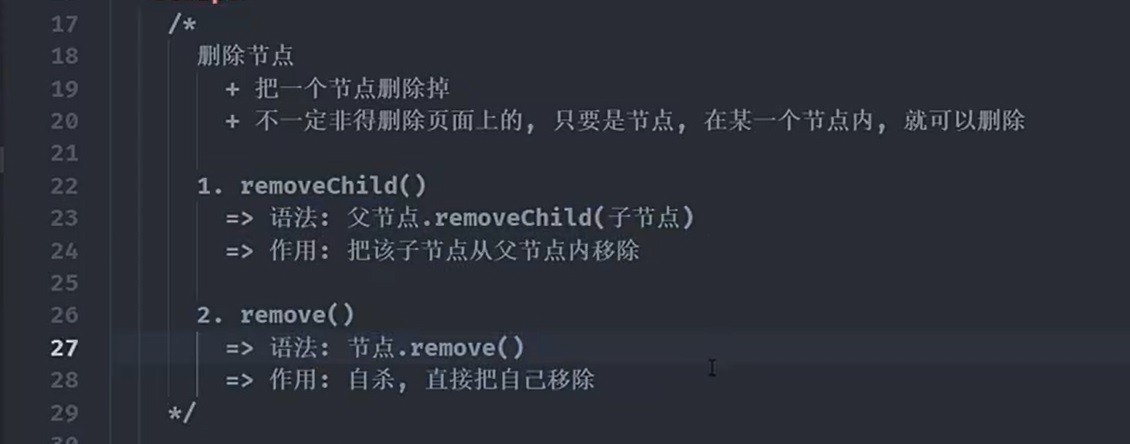 17 /*
18 删除节点
19 + 把一个节点删除掉
20 + 不一定非得删除页面上的, 只要是节点, 在某一个节点内, 就可以删除
21
22 1. removeChild()
23 => 语法: 父节点.removeChild(子节点)
24 => 作用: 把该子节点从父节点内移除
25
26 2. remove()
27 => 语法: 节点.remove()
28 => 作用: 自杀, 直接把自己移除
29 */